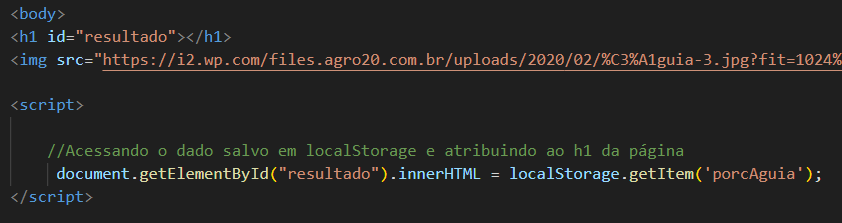 <body>
<h1 id="resultado"></h1>
<img src="https://i2.wp.com/files.agro20.com.br/uploads/2020/02/%C3%A1guia-3.jpg?fit=1024%
<script>
//Acessando o dado salvo em localStorage e atribuindo ao h1 da página
document.getElementById("resultado").innerHTML = localStorage.getItem('porcAguia');
</script>